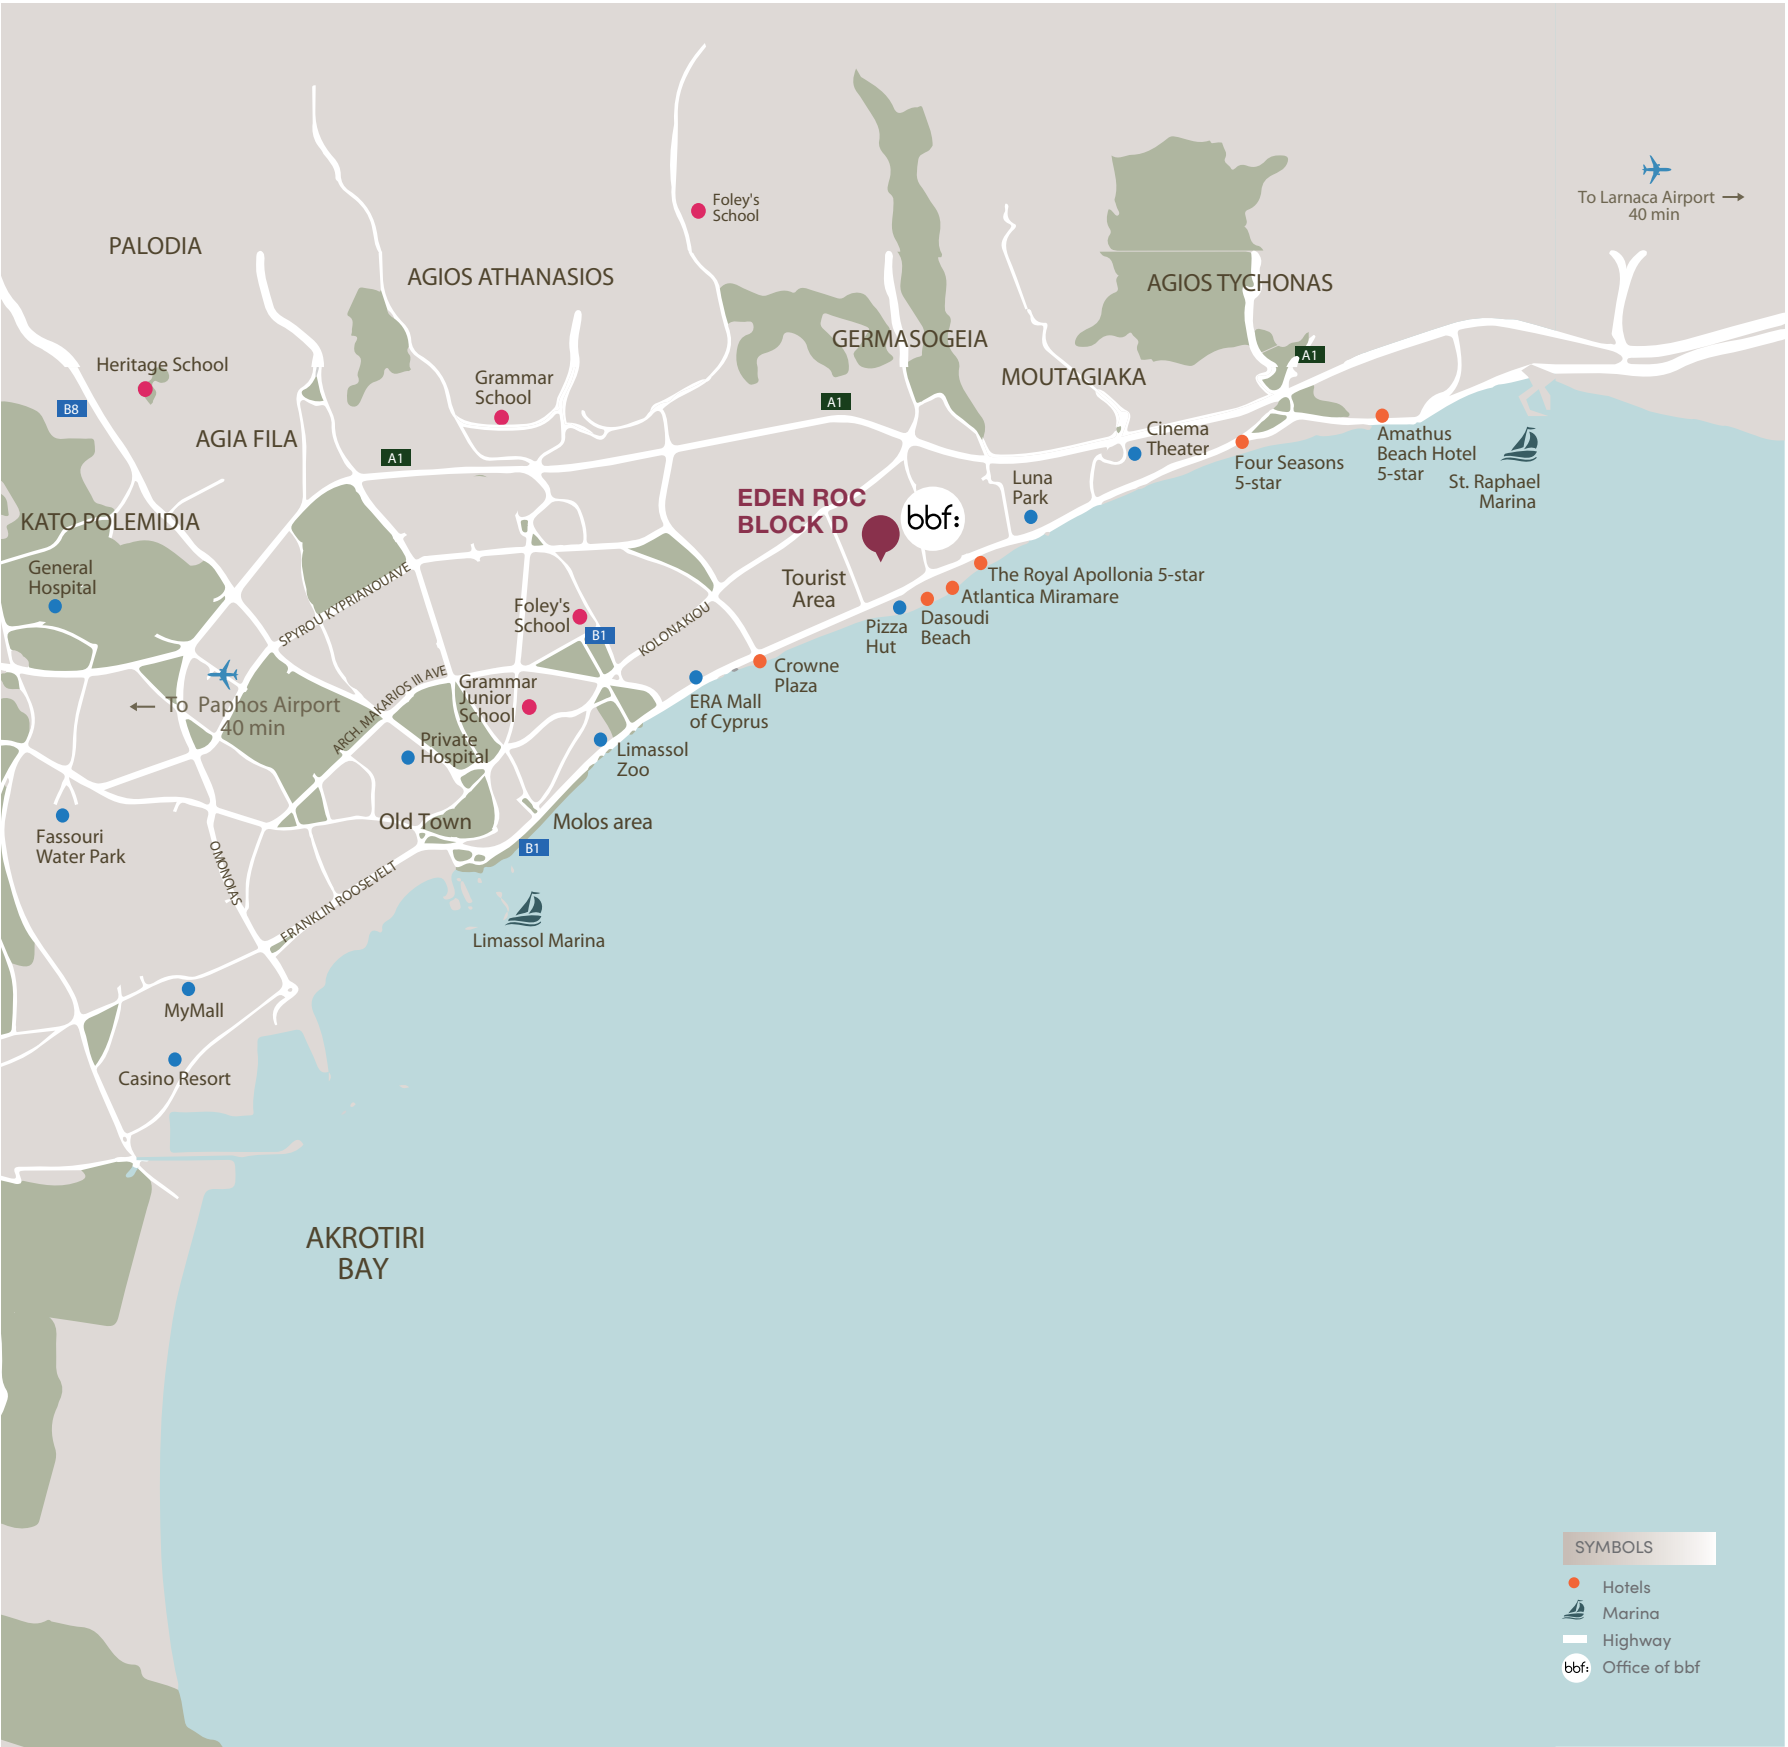 Foley's
School
To Larnaca Airport →
40 min
PALODIA
AGIOS ATHANASIOS
AGIOS TYCHONAS
GERMASOGEIA
A1
MOUTAGIAKA
Heritage School
Grammar
School
B8
A1
AGIA FILA
A1
Cinema
Theater
Amathus
Beach Hotel
5-star
Four Seasons
5-star
St. Raphael
Marina
Luna
Park
EDEN ROC
BLOCK D
bbf:
KATO POLEMIDIA
General
Hospital
SPYROU KYPRIANOUAVE
Tourist
Area
The Royal Apollonia 5-star
Atlantica Miramare
Dasoudi
Beach
Pizza
Hut
Foley's
School
B1
KOLONAKIOU
Crowne
Plaza
ERA Mall
of Cyprus
Grammar
Junior
School
ARCH. MAKARIOS III AVE
← To Paphos Airport
40 min
Private
Hospital
Limassol
Zoo
Old Town
Molos area
B1
Fassouri
Water Park
OMONOIAS
FRANKLIN ROOSEVELT
Limassol Marina
MyMall
Casino Resort
AKROTIRI
BAY
SYMBOLS
Hotels
Marina
Highway
bbf: Office of bbf